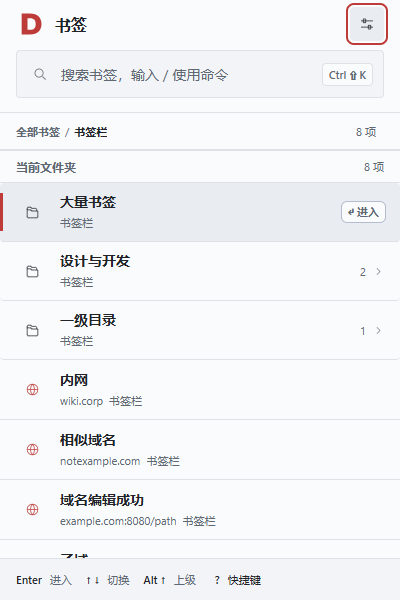 D 书签
搜索书签，输入 / 使用命令 Ctrl ⇧ K
全部书签 / 书签栏 8 项
当前文件夹 8 项
大量书签
书签栏
↵ 进入
设计与开发
书签栏
2
一级目录
书签栏
1
内网
wiki.corp 书签栏
相似域名
notexample.com 书签栏
域名编辑成功
example.com:8080/path 书签栏
Enter 进入 ↑↓ 切换 Alt ↑ 上级 ? 快捷键